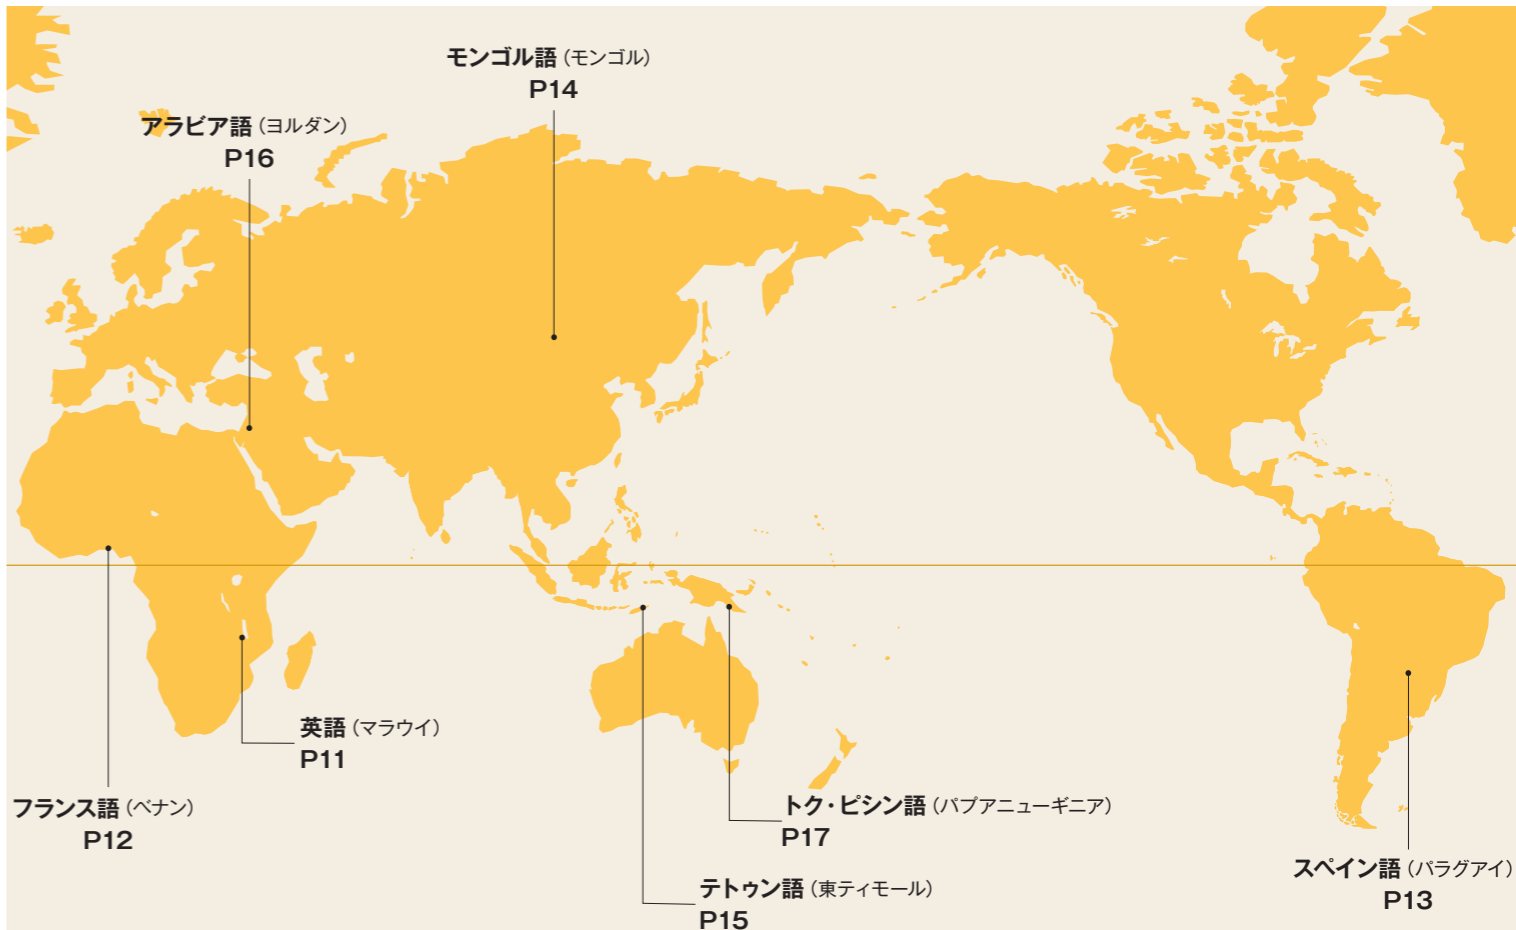 モンゴル語（モンゴル）
P14
アラビア語（ヨルダン）
P16
英語（マラウイ）
P11
フランス語（ベナン）
P12
トク・ピシン語（パプアニューギニア）
P17
テトゥン語（東ティモール）
P15
スペイン語（パラグアイ）
P13